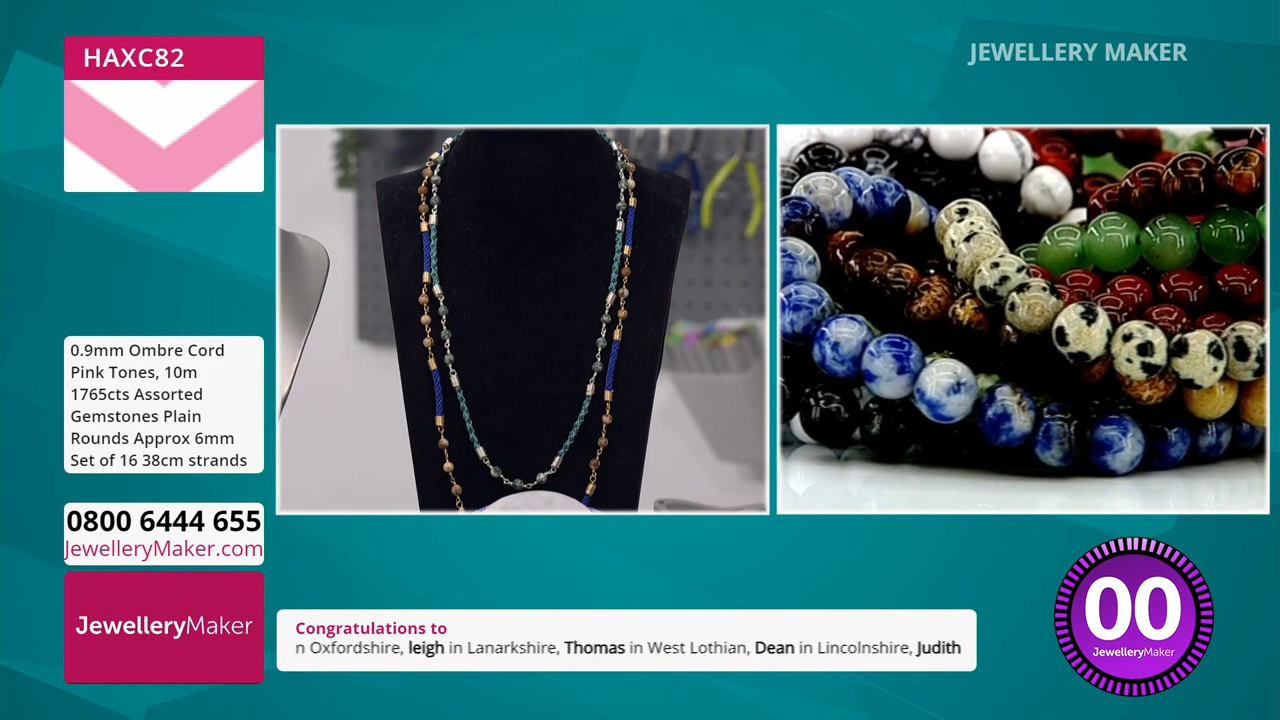 HAXC82
JEWELLERY MAKER
0.9mm Ombre Cord
Pink Tones, 10m
1765cts Assorted
Gemstones Plain
Rounds Approx 6mm
Set of 16 38cm strands
0800 6444 655
JewelleryMaker.com
JewelleryMaker
Congratulations to
n Oxfordshire, leigh in Lanarkshire, Thomas in West Lothian, Dean in Lincolnshire, Judith
00
JewelleryMaker